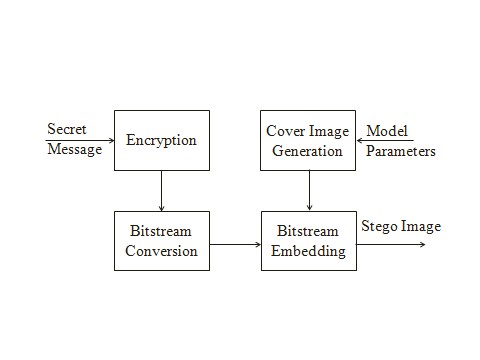 Secret
Message
Encryption
Cover Image
Generation
Model
Parameters
Bitstream
Conversion
Bitstream
Embedding
Stego Image